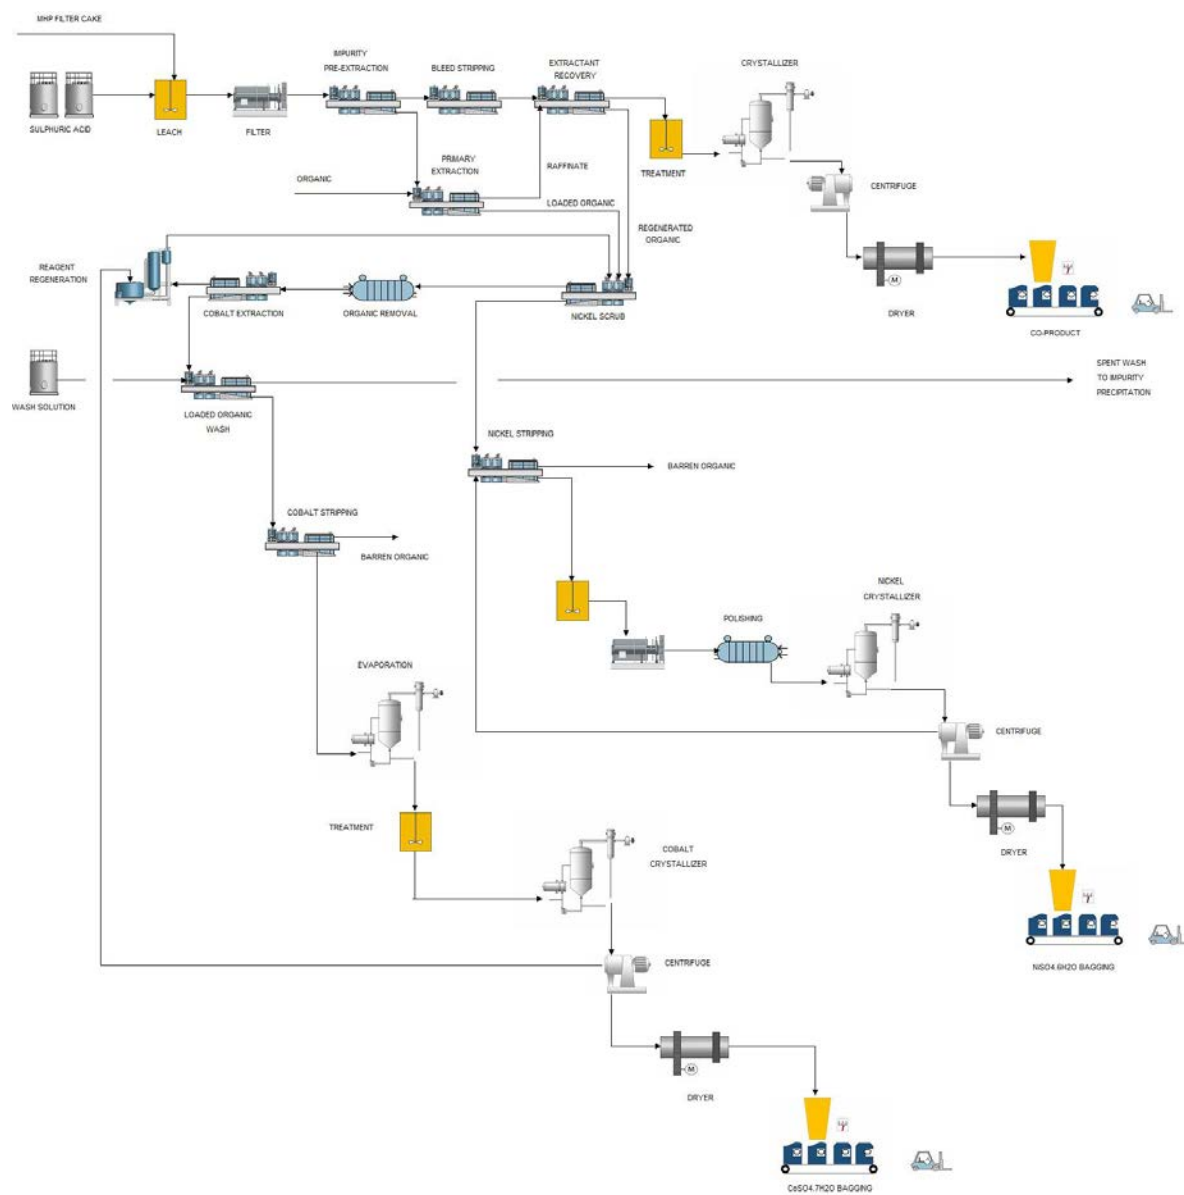 MHP FILTER CAKE
IMPURITY
PRE-EXTRACTION
BLEED STRIPPING
EXTRACTANT
RECOVERY
CRYSTALLIZER
SULPHURIC ACID
LEACH
FILTER
PRIMARY
EXTRACTION
RAFFINATE
TREATMENT
ORGANIC
CENTRIFUGE
LOADED ORGANIC
REGENERATED
ORGANIC
REAGENT
REGENERATION
M
COBALT EXTRACTION
ORGANIC REMOVAL
NICKEL SCRUB
DRYER
CO-PRODUCT
SPENT WASH
TO IMPURITY
PRECIPITATION
WASH SOLUTION
LOADED ORGANIC
WASH
NICKEL STRIPPING
BARREN ORGANIC
COBALT STRIPPING
BARREN ORGANIC
NICKEL
CRYSTALLIZER
POLISHING
EVAPORATION
CENTRIFUGE
TREATMENT
M
DRYER
COBALT
CRYSTALLIZER
CENTRIFUGE
NiSO4.6H2O BAGGING
M
DRYER
CoSO4.7H2O BAGGING